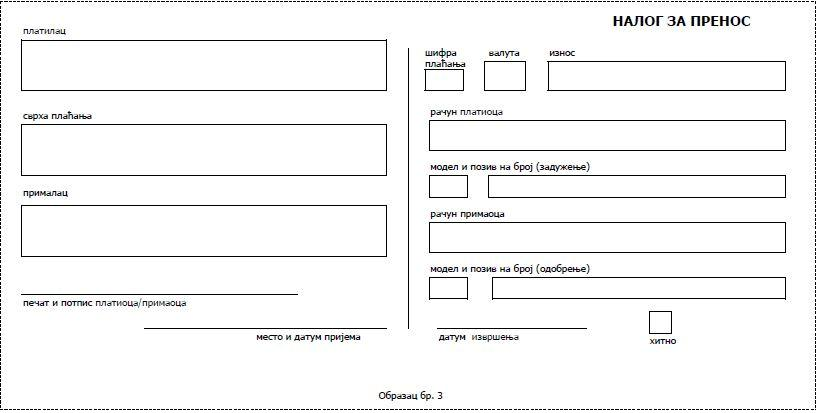 НАЛОГ ЗА ПРЕНОС
платилац
сврха плаћања
прималац
печат и потпис платиоца/примаоца
место и датум пријема
шифра
плаћања
валута
износ
рачун платиоца
модел и позив на број (задужење)
рачун примаоца
модел и позив на број (одобрење)
датум извршења
хитно
Образац бр. 3